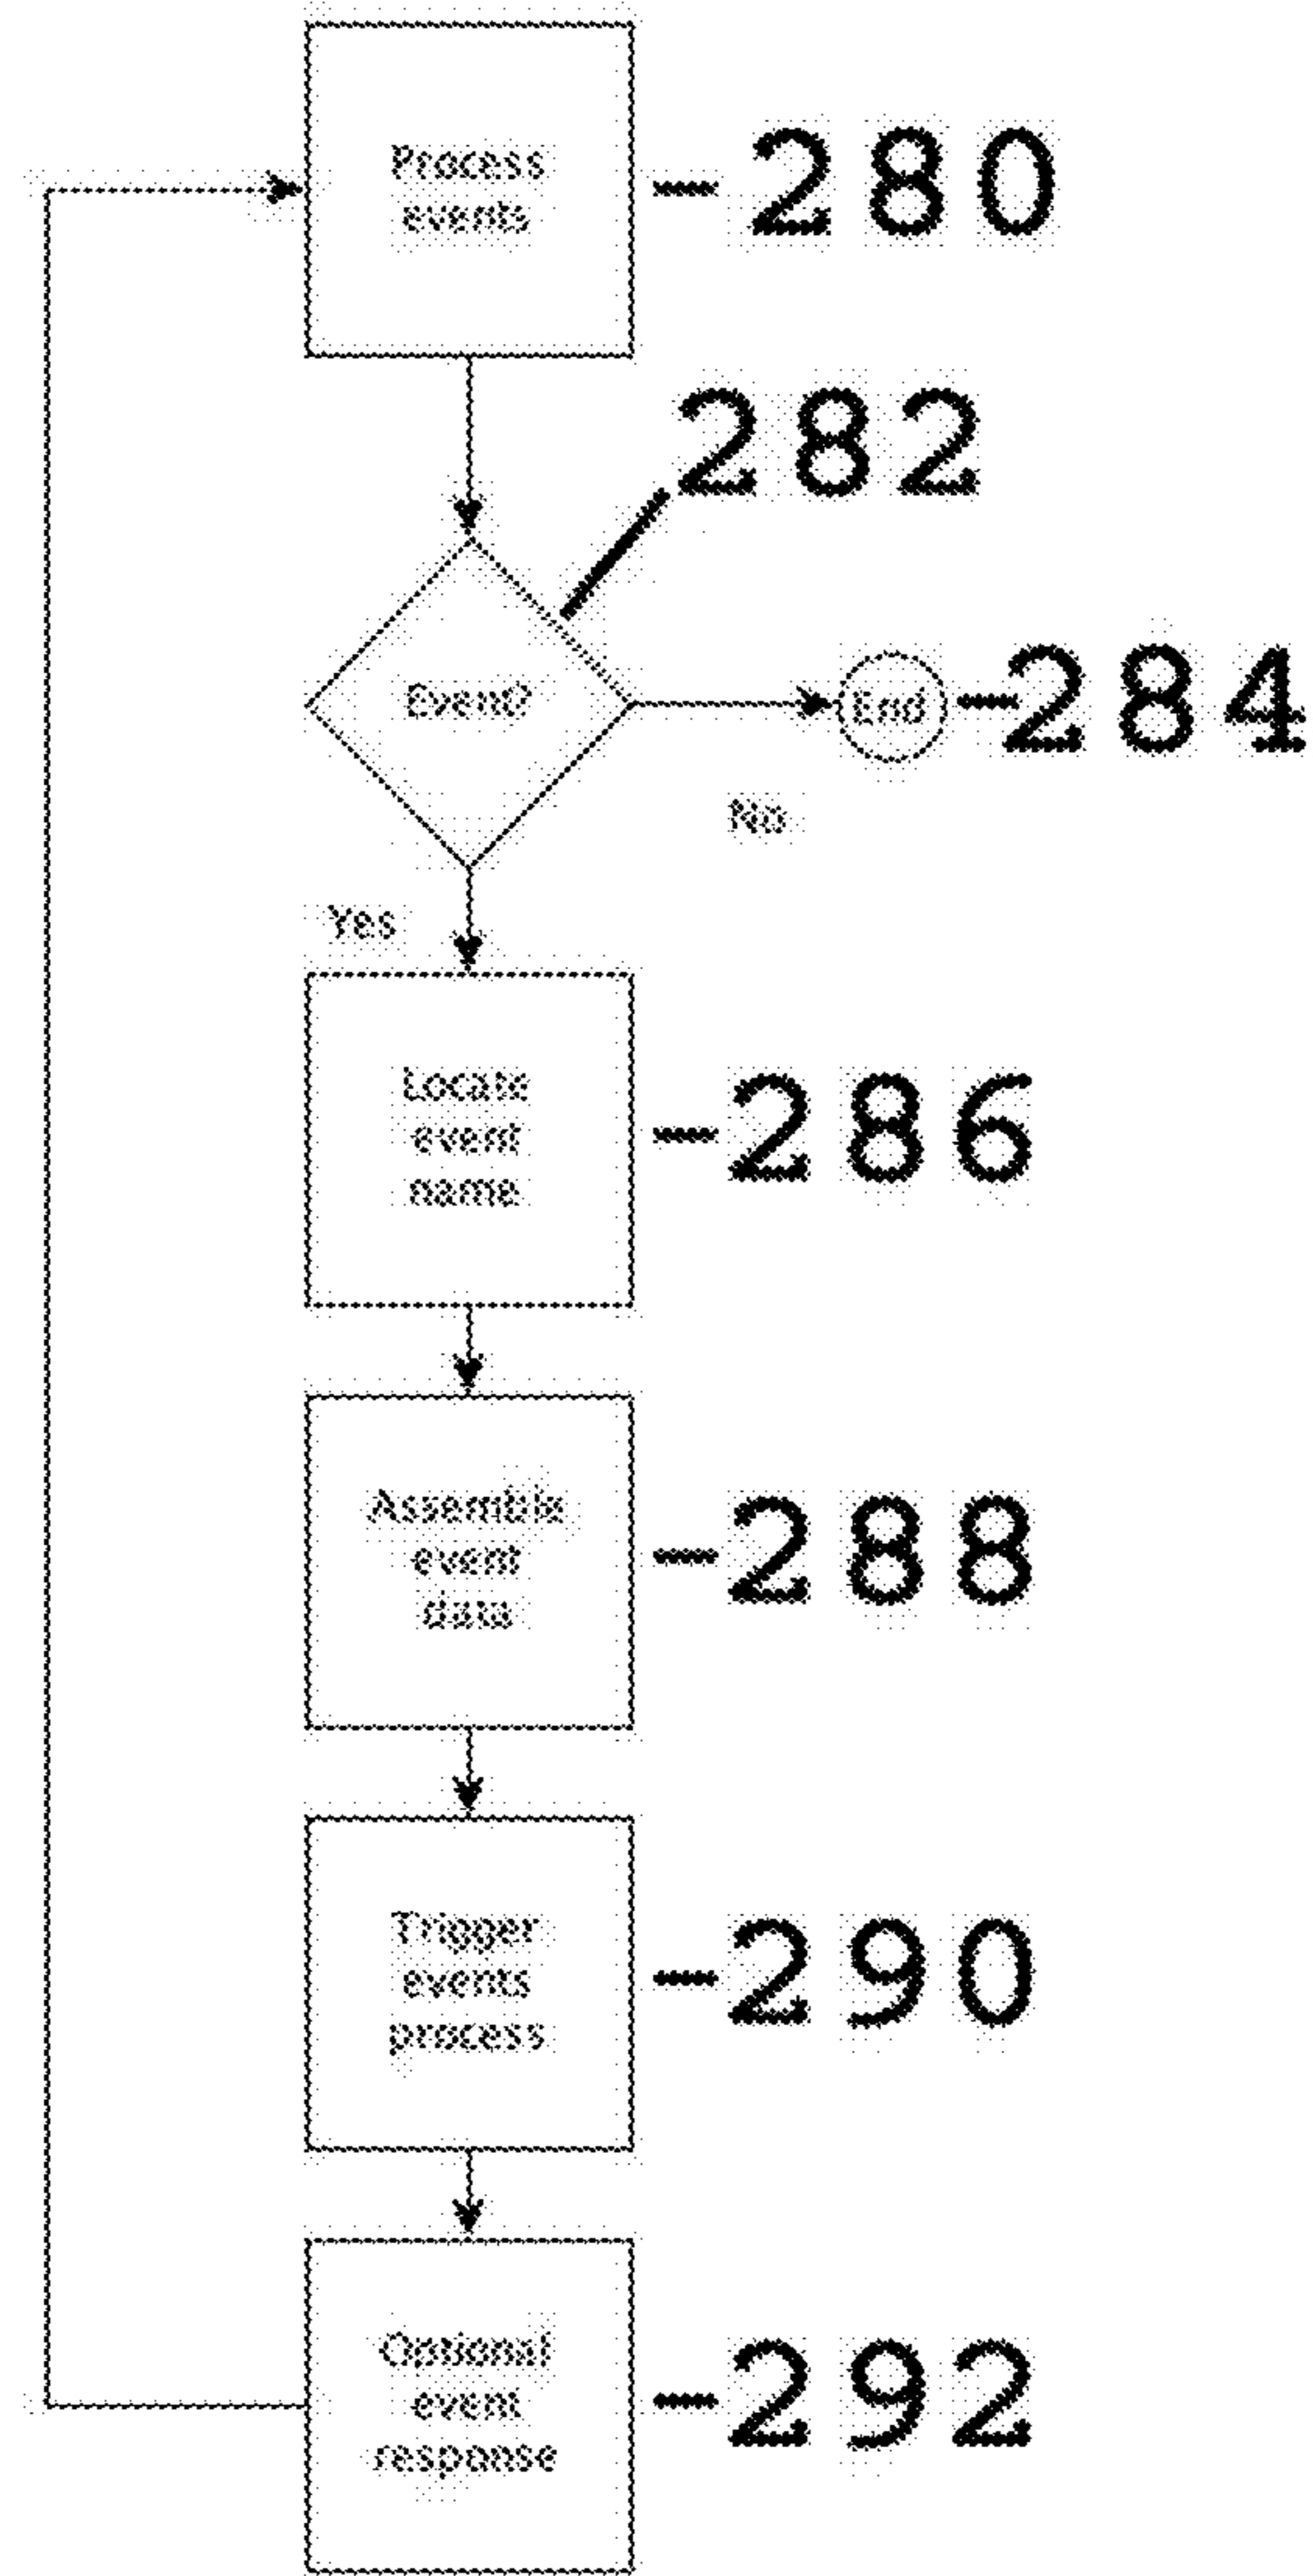 Process
events
-280
282
Event?
End
-284
No
Yes
Locate
event
name
-286
Assemble
event
data
-288
Trigger
events
process
-290
Optional
event
response
-292